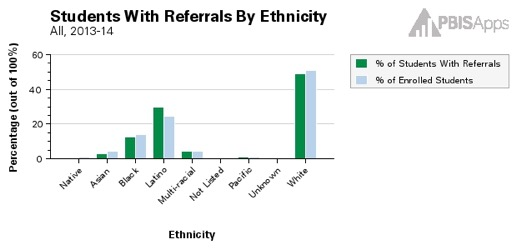 Students With Referrals By Ethnicity
All, 2013-14
PBISApps
% of Students With Referrals
% of Enrolled Students
Percentage (out of 100%)
60
40
20
0
Native
Asian
Black
Latino
Multi-racial
Not Listed
Pacific
Unknown
White
Ethnicity